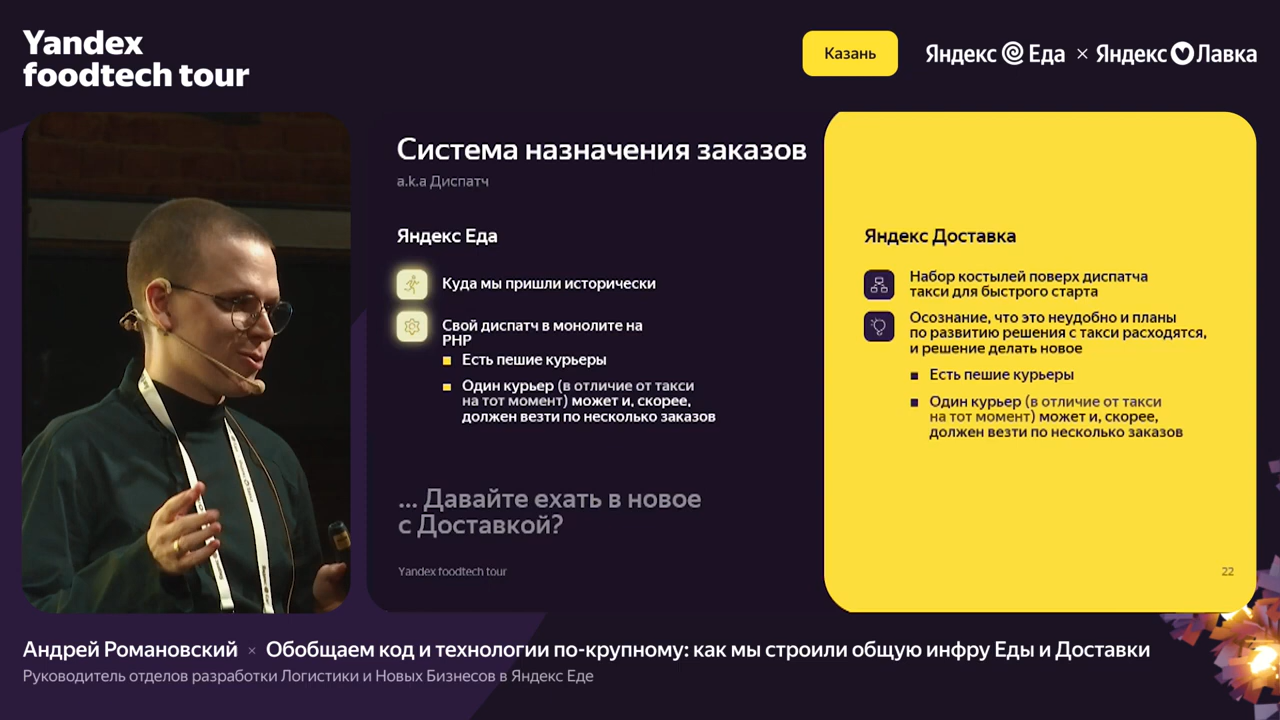 Yandex
foodtech tour
Казань
Яндекс Еда × Яндекс Лавка
Система назначения заказов
a.k.a Диспатч
Яндекс Еда
Куда мы пришли исторически
Свой диспатч в монолите на
PHP
Есть пешие курьеры
Один курьер (в отличие от такси
на тот момент) может и, скорее,
должен везти по несколько заказов
... Давайте ехать в новое
с Доставкой?
Yandex foodtech tour
Яндекс Доставка
Набор костылей поверх диспатча
такси для быстрого старта
Осознание, что это неудобно и планы
по развитию решения с такси расходятся,
и решение делать новое
Есть пешие курьеры
Один курьер (в отличие от такси
на тот момент) может и, скорее,
должен везти по несколько заказов
22
Андрей Романовский × Обобщаем код и технологии по-крупному: как мы строили общую инфру Еды и Доставки
Руководитель отделов разработки Логистики и Новых Бизнесов в Яндекс Еде